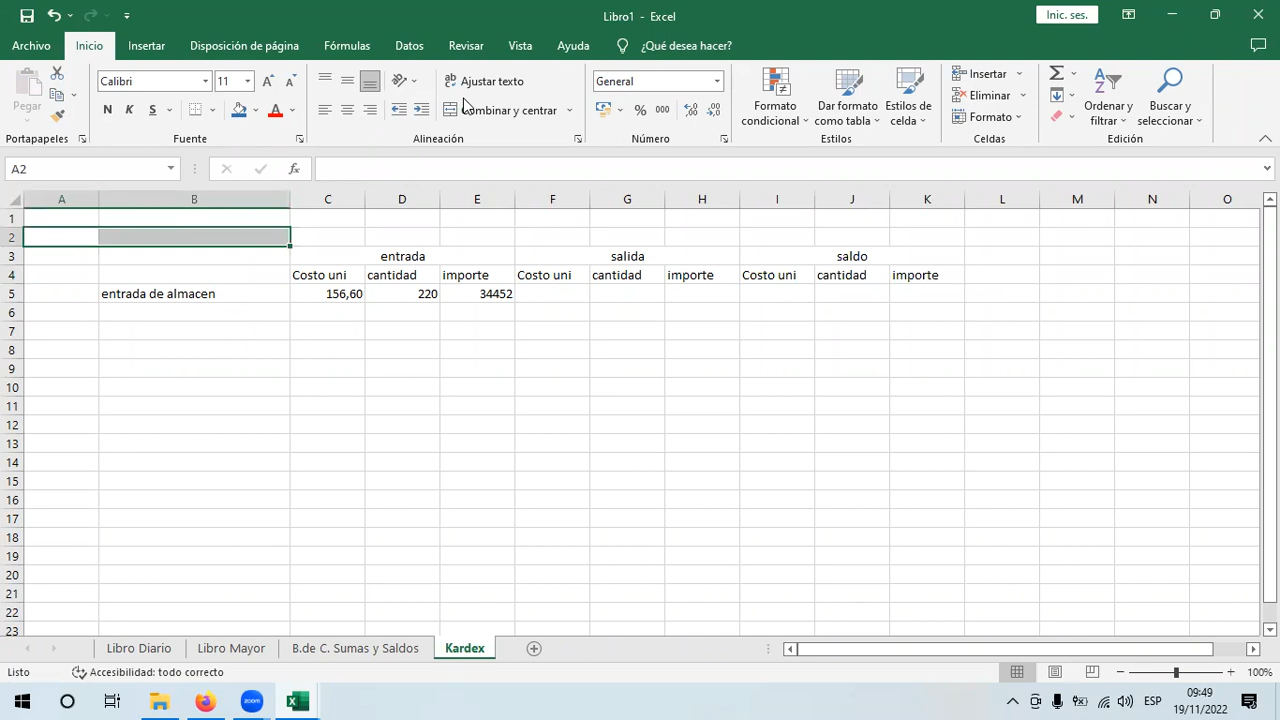 Libro1 - Excel
Inic. ses.
Archivo Inicio Insertar Disposición de página Fórmulas Datos Revisar Vista Ayuda ¿Qué desea hacer?
Pegar
Portapapeles
Calibri 11
N K S
Fuente
Ajustar texto
Combinar y centrar
Alineación
General
% 000
Número
Formato condicional
Dar formato como tabla
Estilos de celda
Estilos
Insertar
Eliminar
Formato
Celdas
Ordenar y filtrar
Buscar y seleccionar
Edición
A2
A B C D E F G H I J K L M N O
1
2
3 entrada salida saldo
4 Costo uni cantidad importe Costo uni cantidad importe Costo uni cantidad importe
5 entrada de almacen 156,60 220 34452
6
7
8
9
10
11
12
13
14
15
16
17
18
19
20
21
22
23
Libro Diario Libro Mayor B.de C. Sumas y Saldos Kardex
Listo Accesibilidad: todo correcto 100%
ESP 09:49
19/11/2022